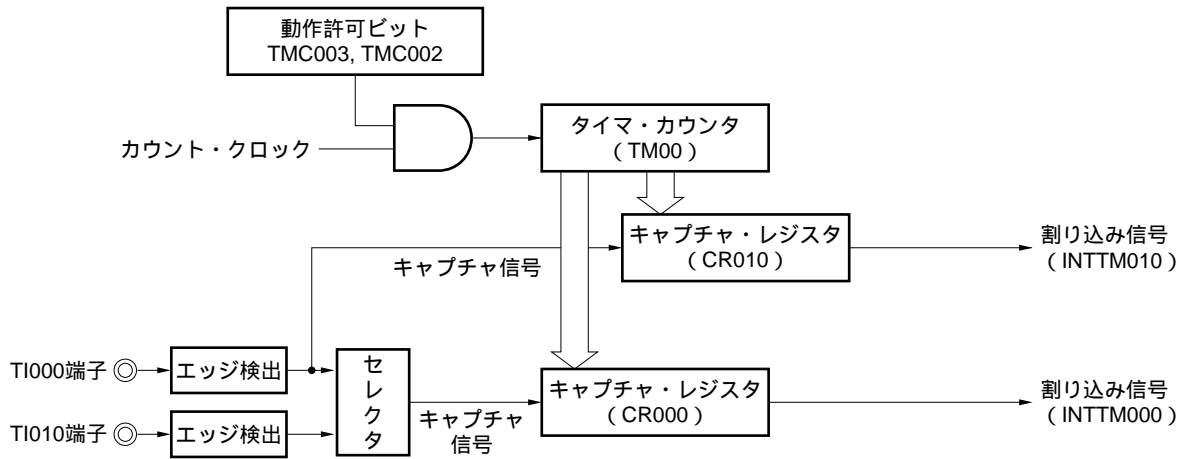 動作許可ビット
TMC003, TMC002
カウント・クロック
タイマ・カウンタ
（TM00）
キャプチャ・レジスタ
（CR010）
割り込み信号
（INTTM010）
キャプチャ信号
TI000端子
エッジ検出
セレクタ
キャプチャ・レジスタ
（CR000）
割り込み信号
（INTTM000）
キャプチャ
信号
TI010端子
エッジ検出